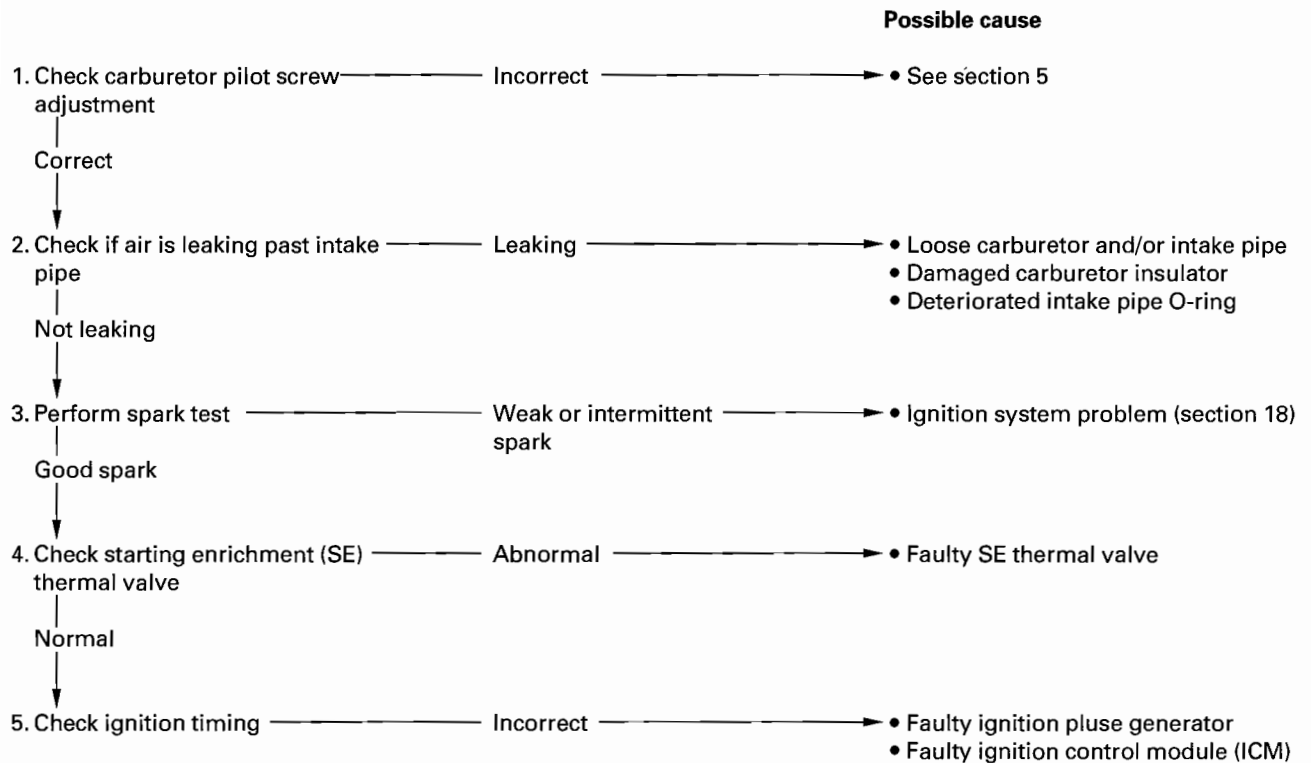 Possible cause
1. Check carburetor pilot screw adjustment
Incorrect
• See section 5
Correct
2. Check if air is leaking past intake pipe
Leaking
• Loose carburetor and/or intake pipe
• Damaged carburetor insulator
• Deteriorated intake pipe O-ring
Not leaking
3. Perform spark test
Weak or intermittent spark
• Ignition system problem (section 18)
Good spark
4. Check starting enrichment (SE) thermal valve
Abnormal
• Faulty SE thermal valve
Normal
5. Check ignition timing
Incorrect
• Faulty ignition pluse generator
• Faulty ignition control module (ICM)